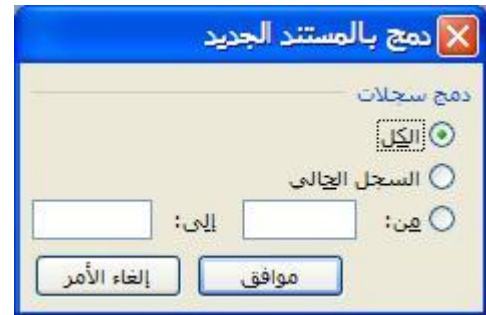 دمج بالمستند الجديد
دمج سجلات
الكل
السجل الحالي
من: إلى:
موافق إلغاء الأمر